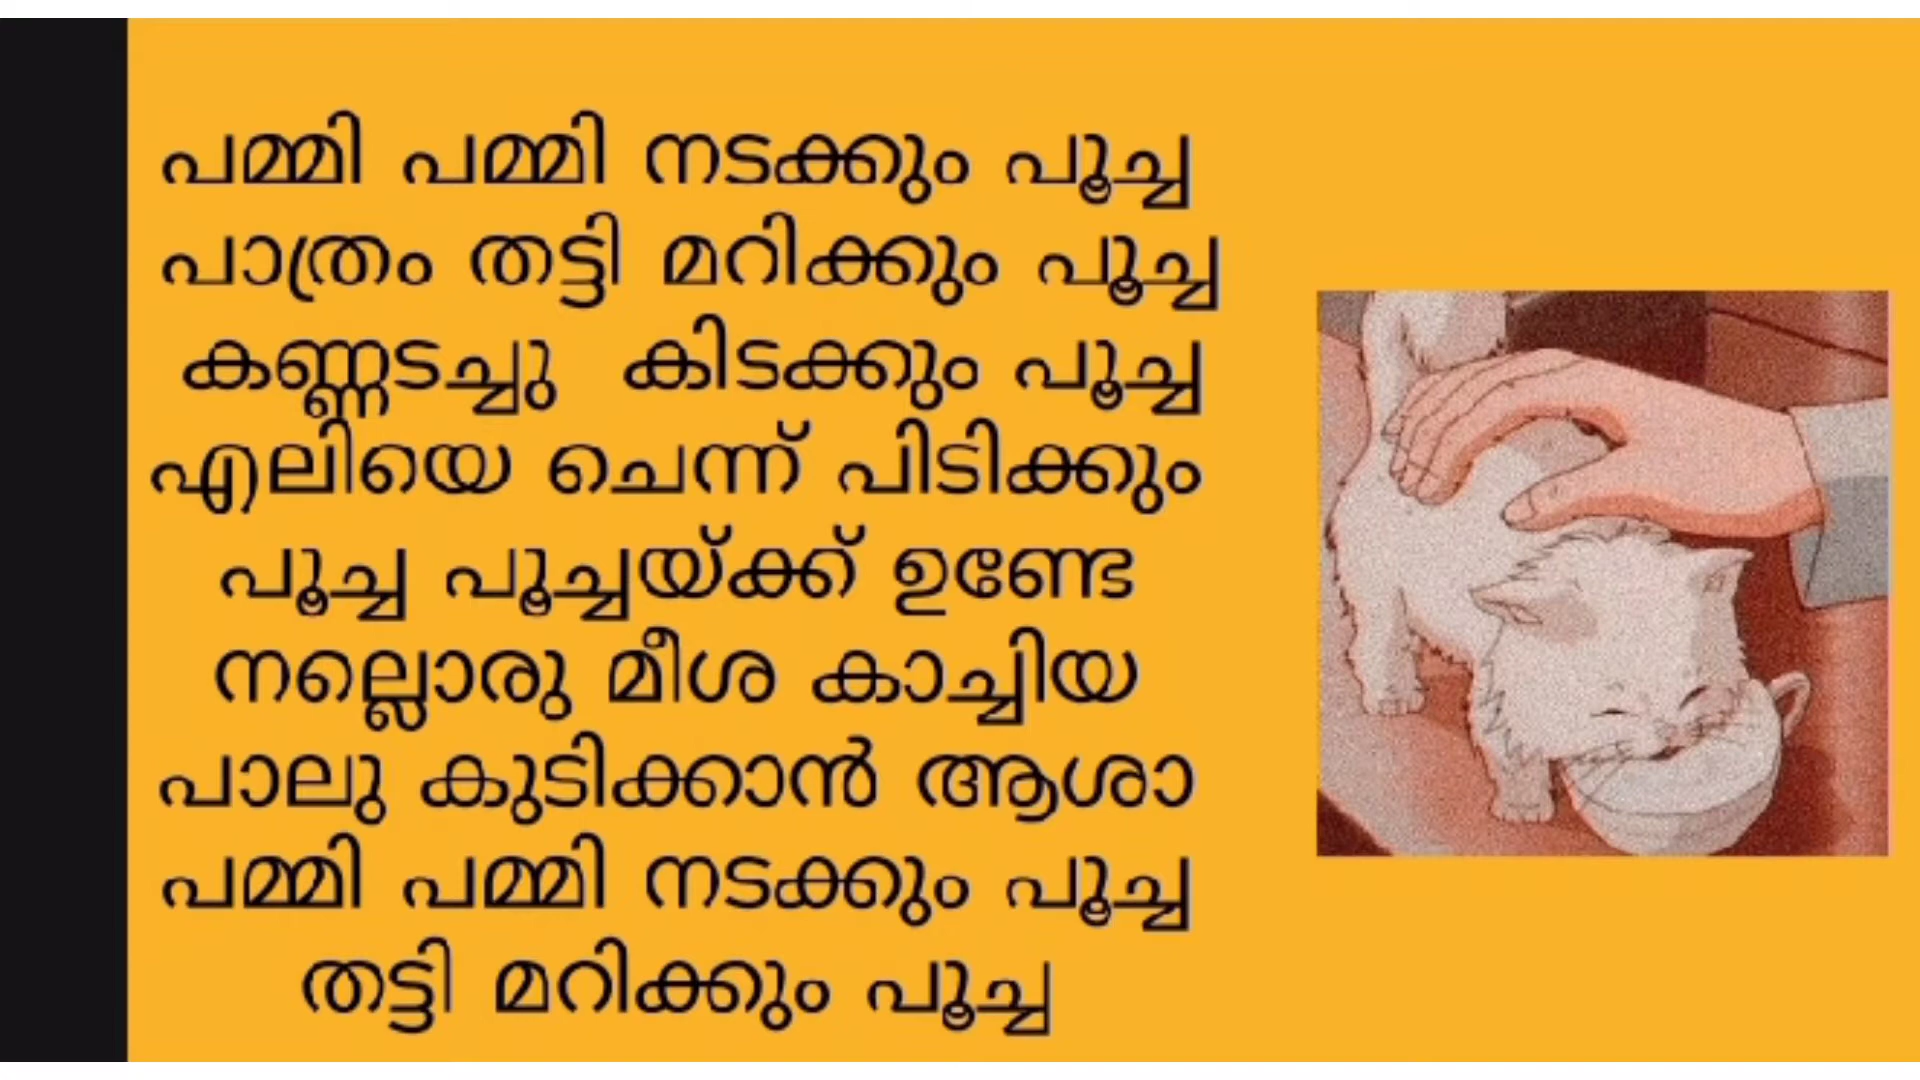 പമ്മി പമ്മി നടക്കും പൂച്ച
പാത്രം തട്ടി മറിക്കും പൂച്ച
കണ്ണടച്ചു കിടക്കും പൂച്ച
എലിയെ ചെന്ന് പിടിക്കും
പൂച്ച പൂച്ചയ്ക്ക് ഉണ്ടേ
നല്ലൊരു മീശ കാച്ചിയ
പാലു കുടിക്കാൻ ആശാ
പമ്മി പമ്മി നടക്കും പൂച്ച
തട്ടി മറിക്കും പൂച്ച